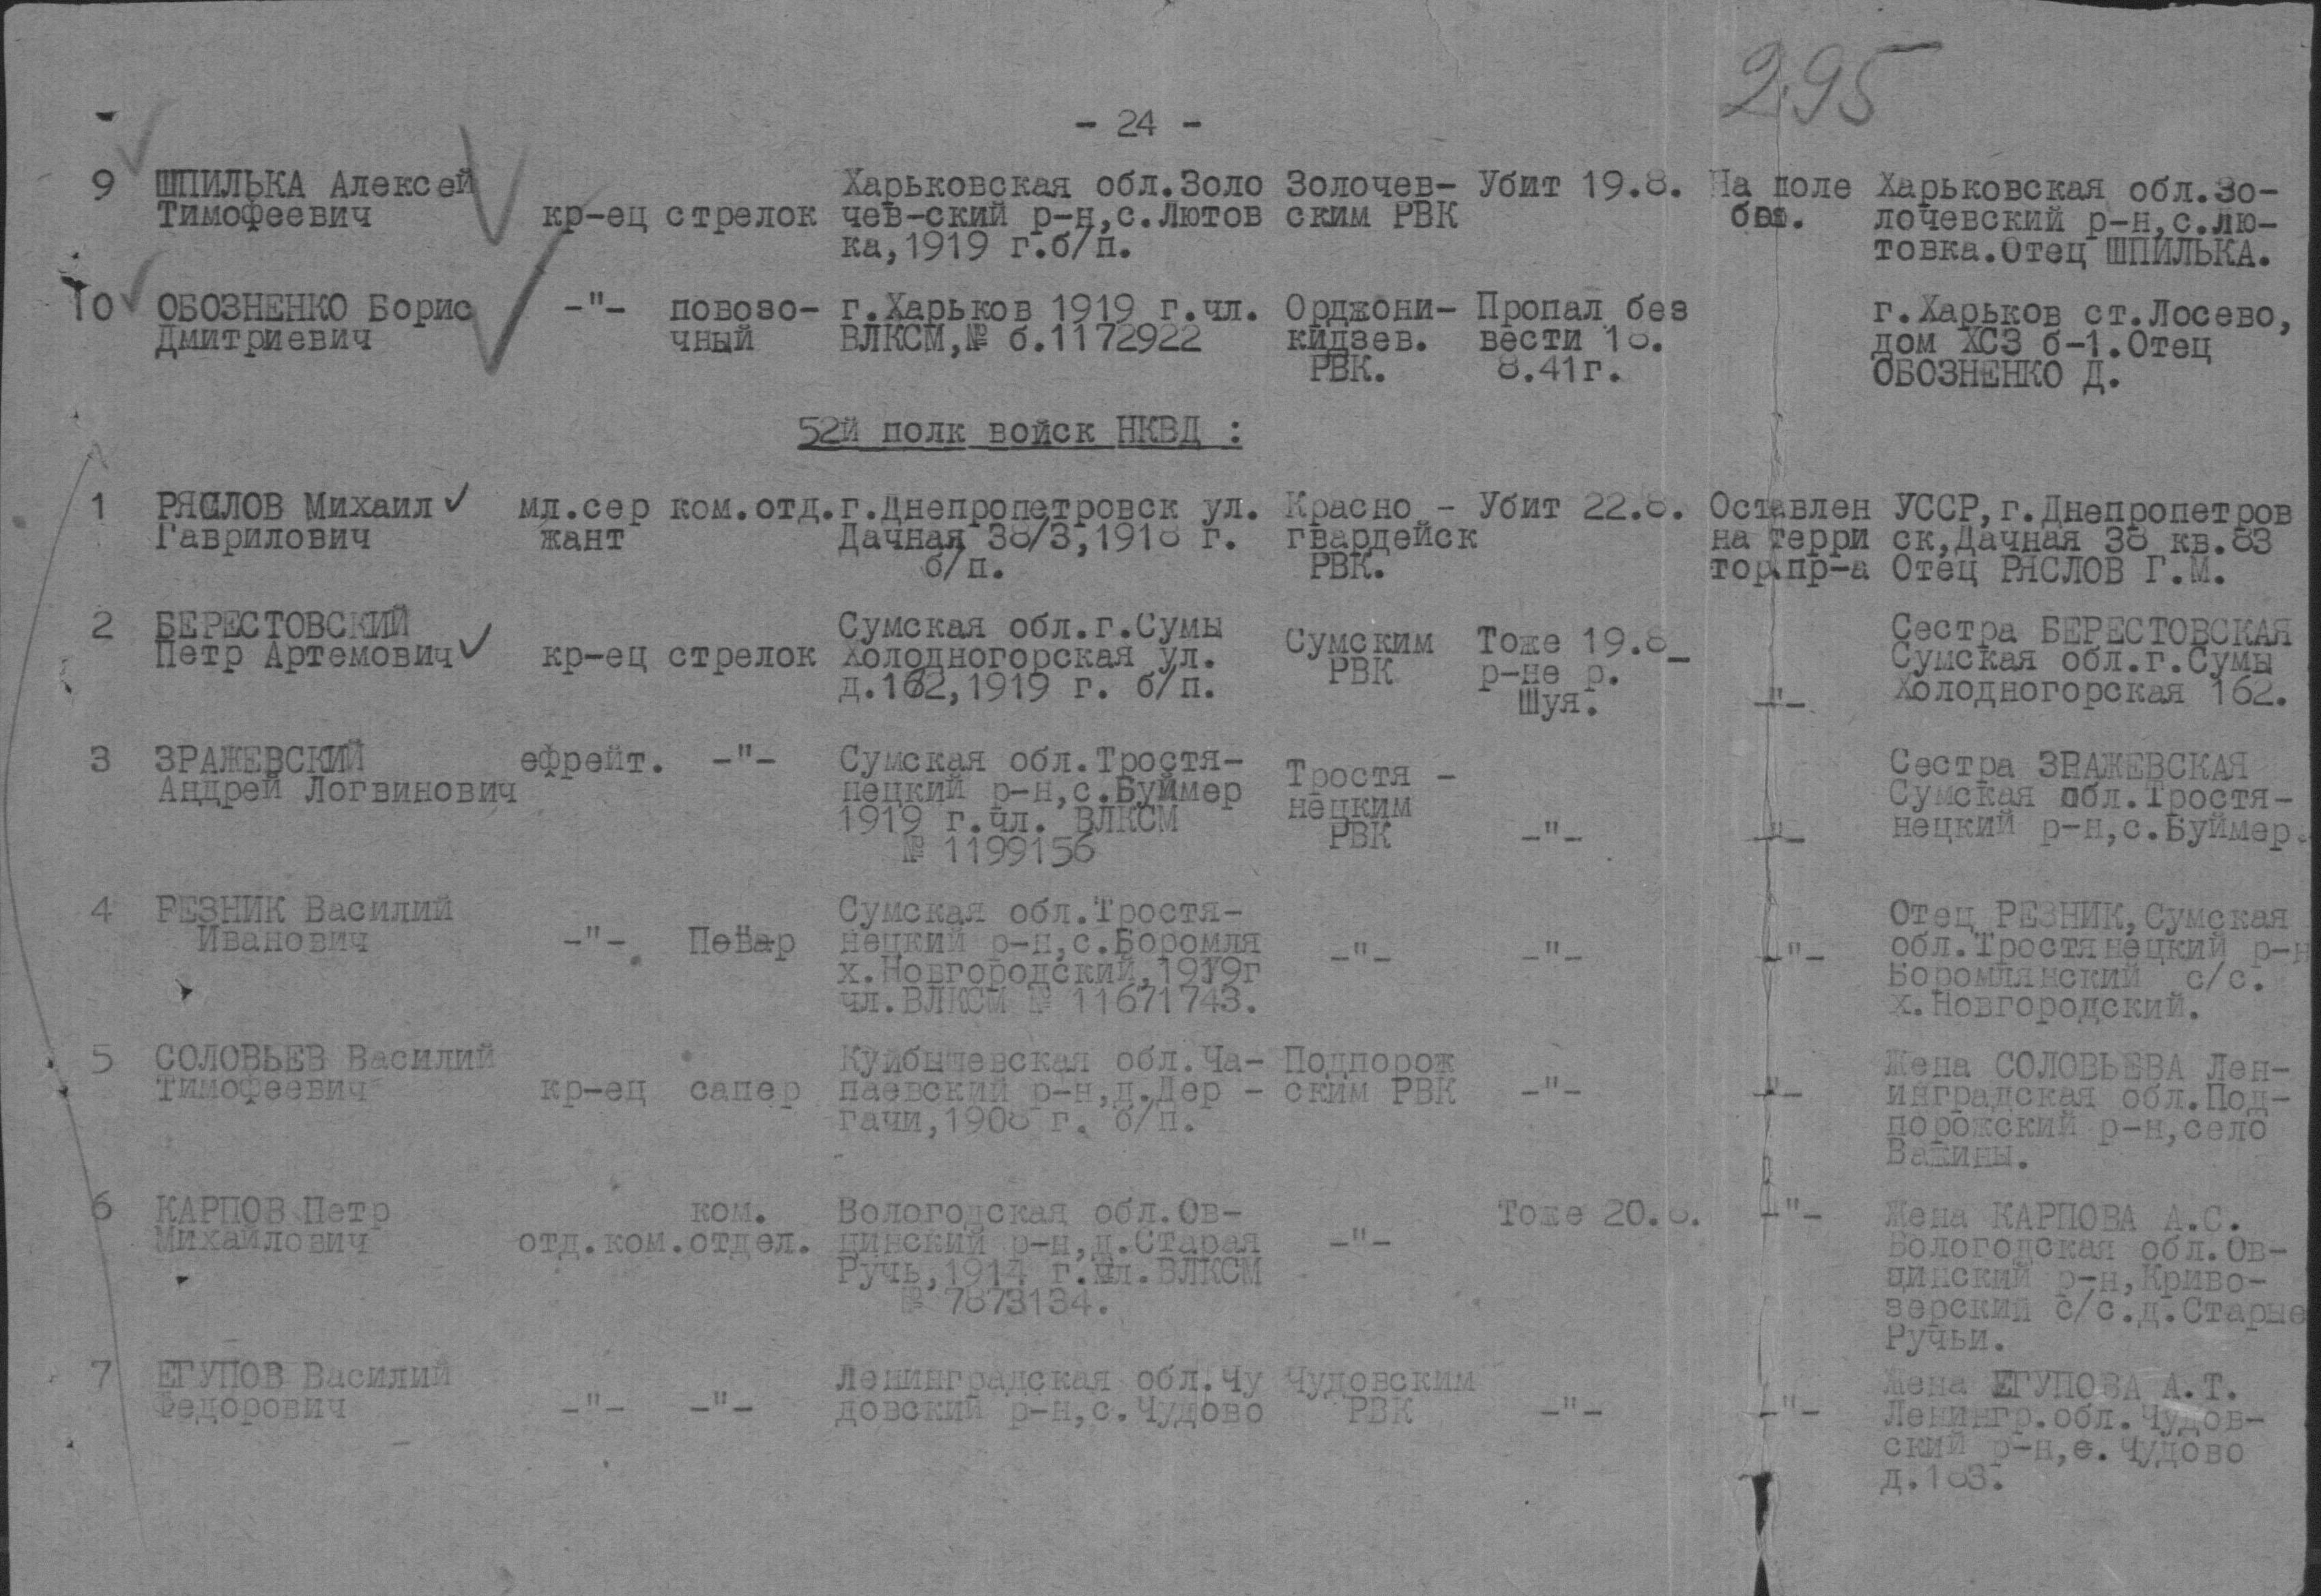 295
- 24 -
9 ШПИЛЬКА Алексей Харьковская обл.Золо Золочев- Убит 19.8. На поле Харьковская обл.Зо-
Тимофеевич кр-ец стрелок чев-ский р-н,с.Лютов ским РВК боя. лочевский р-н,с.лю-
ка,1919 г.б/п. товка.Отец ШПИЛЬКА.
10 ОБОЗНЕНКО Борис -"- повозо- г.Харьков 1919 г.чл. Орджони- Пропал без г.Харьков ст.Лосево,
Дмитриевич чный ВЛКСМ,№ б.1172922 кидзев. вести 18. дом ХСЗ б-1.Отец
РВК. 8.41г. ОБОЗНЕНКО Д.
52й полк войск НКВД :
1 РЯСЛОВ Михаил мл.сер ком.отд. г.Днепропетровск ул. Красно - Убит 22.8. Оставлен УССР,г.Днепропетров
Гаврилович жант Дачная 38/3,1918 г. гвардейск на терри ск,Дачная 38 кв.83
б/п. РВК. тор.пр-а Отец РЯСЛОВ Г.М.
2 БЕРЕСТОВСКИЙ Сумская обл.г.Сумы Сумским Тоже 19.8 Сестра БЕРЕСТОВСКАЯ
Петр Артемович кр-ец стрелок Холодногорская ул. РВК р-не р. Сумская обл.г.Сумы
д.162,1919 г. б/п. Шуя. -"- Холодногорская 162.
3 ЗРАЖЕВСКИЙ ефрейт. -"- Сумская обл.Тростя- Тростя - Сестра ЗРАЖЕВСКАЯ
Андрей Логвинович нецкий р-н,с.Буймер нецким Сумская обл.Тростя-
1919 г.чл. ВЛКСМ РВК -"- -"- нецкий р-н,с.Буймер.
№ 1199156
4 РЕЗНИК Василий Сумская обл.Тростя- Отец РЕЗНИК,Сумская
Иванович -"- Повар нецкий р-н,с.Боромля -"- -"- -"- обл.Тростянецкий р-н
х.Новгородский,1919г Боромлянский с/с.
чл.ВЛКСМ № 11671743. х.Новгородский.
5 СОЛОВЬЕВ Василий Куйбышевская обл.Ча- Подпорож Жена СОЛОВЬЕВА Лен-
Тимофеевич кр-ец сапер паевский р-н,д.Дер - ским РВК -"- -"- инградская обл.Под-
гачи,1908 г. б/п. порожский р-н,село
Важины.
6 КАРПОВ Петр ком. Вологодская обл.Ов- Тоже 20.8. -"- Жена КАРПОВА А.С.
Михайлович отд.ком. отдел. цинский р-н,д.Старая -"- Вологодская обл.Ов-
Ручь,1914 г.чл.ВЛКСМ цинский р-н,Криво-
№ 7873134. зерский с/с.д.Старые
Ручьи.
7 ЕГУПОВ Василий Ленинградская обл.Чу Чудовским Жена ЕГУПОВА А.Т.
Федорович -"- -"- довский р-н,с.Чудово РВК -"- -"- Ленингр.обл.Чудов-
ский р-н,с.Чудово
д.183.